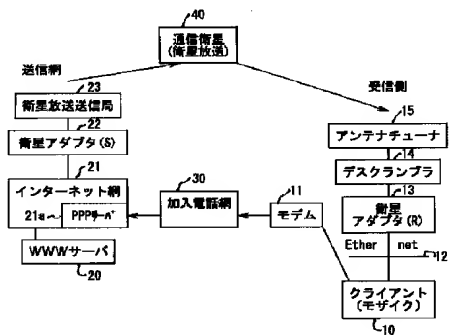 40
通信衛星
(衛星放送)
送信網
23
衛星放送送信局
22
衛星アダプタ(S)
21
インターネット網
21a
PPPサーバ
WWWサーバ
20
30
加入電話網
11
モデム
受信側
15
アンテナチューナ
14
デスクランブラ
13
衛星
アダプタ(R)
Ether net
12
クライアント
(モザイク)
10